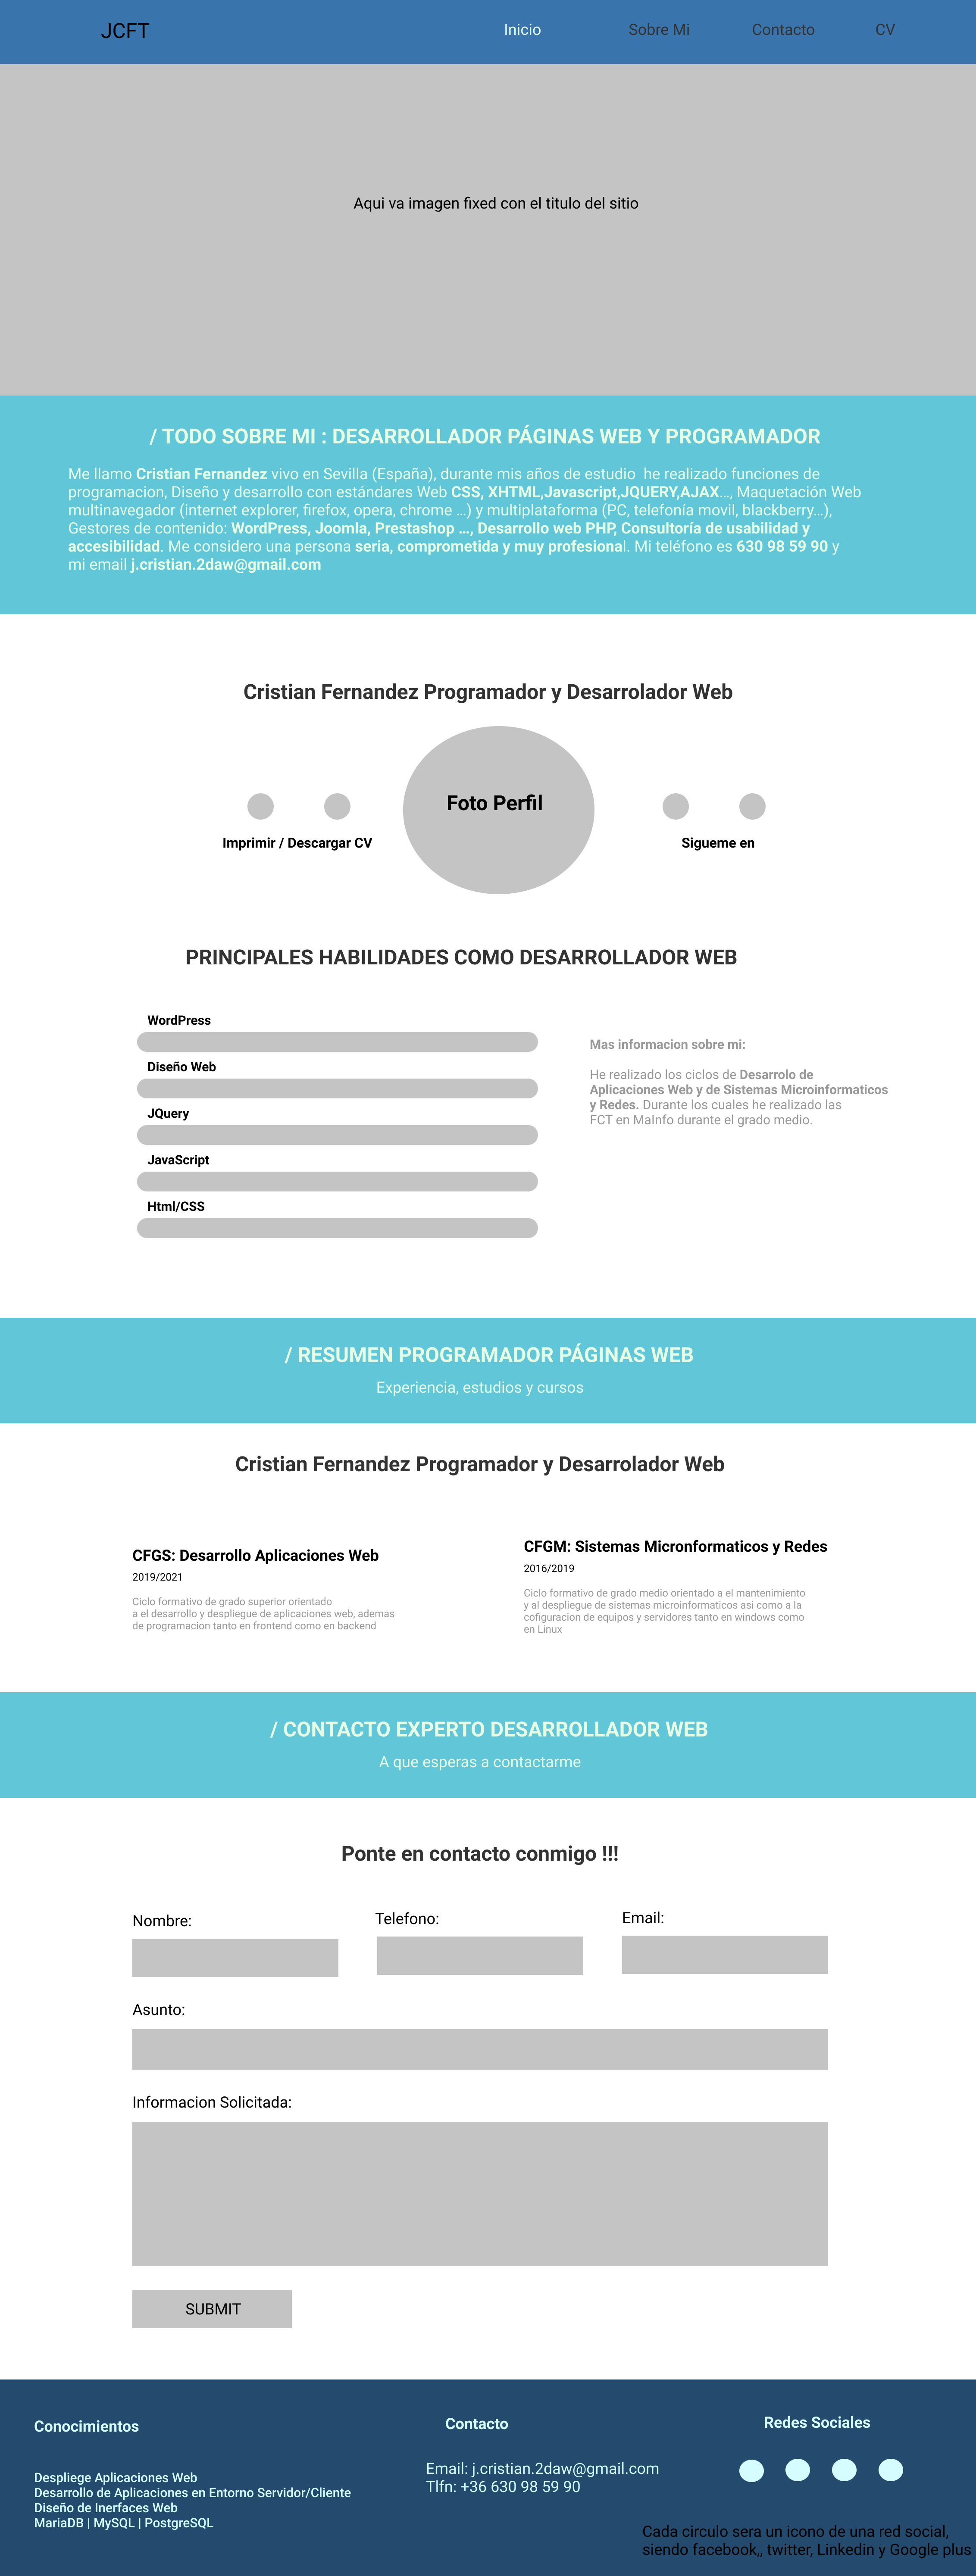 JCFT
Inicio
Sobre Mi
Contacto
CV
Aqui va imagen fixed con el titulo del sitio
/ TODO SOBRE MI : DESARROLLADOR PÁGINAS WEB Y PROGRAMADOR
Me llamo Cristian Fernandez vivo en Sevilla (España), durante mis años de estudio he realizado funciones de
programacion, Diseño y desarrollo con estándares Web CSS, XHTML,Javascript,JQUERY,AJAX…, Maquetación Web
multinavegador (internet explorer, firefox, opera, chrome …) y multiplataforma (PC, telefonía movil, blackberry…),
Gestores de contenido: WordPress, Joomla, Prestashop …, Desarrollo web PHP, Consultoría de usabilidad y
accesibilidad. Me considero una persona seria, comprometida y muy profesional. Mi teléfono es 630 98 59 90 y
mi email j.cristian.2daw@gmail.com
Cristian Fernandez Programador y Desarrolador Web
Foto Perfil
Imprimir / Descargar CV
Sigueme en
PRINCIPALES HABILIDADES COMO DESARROLLADOR WEB
WordPress
Diseño Web
JQuery
JavaScript
Html/CSS
Mas informacion sobre mi:
He realizado los ciclos de Desarrolo de
Aplicaciones Web y de Sistemas Microinformaticos
y Redes. Durante los cuales he realizado las
FCT en MaInfo durante el grado medio.
/ RESUMEN PROGRAMADOR PÁGINAS WEB
Experiencia, estudios y cursos
Cristian Fernandez Programador y Desarrolador Web
CFGS: Desarrollo Aplicaciones Web
2019/2021
Ciclo formativo de grado superior orientado
a el desarrollo y despliegue de aplicaciones web, ademas
de programacion tanto en frontend como en backend
CFGM: Sistemas Micronformaticos y Redes
2016/2019
Ciclo formativo de grado medio orientado a el mantenimiento
y al despliegue de sistemas microinformaticos asi como a la
cofiguracion de equipos y servidores tanto en windows como
en Linux
/ CONTACTO EXPERTO DESARROLLADOR WEB
A que esperas a contactarme
Ponte en contacto conmigo !!!
Nombre:
Telefono:
Email:
Asunto:
Informacion Solicitada:
SUBMIT
Conocimientos
Despliege Aplicaciones Web
Desarrollo de Aplicaciones en Entorno Servidor/Cliente
Diseño de Inerfaces Web
MariaDB | MySQL | PostgreSQL
Contacto
Email: j.cristian.2daw@gmail.com
Tlfn: +36 630 98 59 90
Redes Sociales
Cada circulo sera un icono de una red social,
siendo facebook,, twitter, Linkedin y Google plus